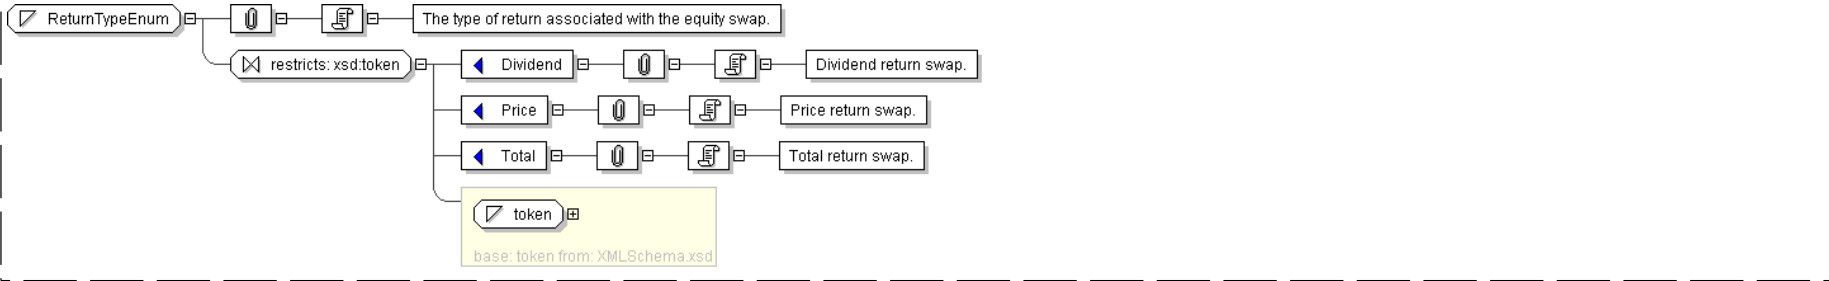 ReturnTypeEnum The type of return associated with the equity swap.
restricts: xsd:token Dividend Dividend return swap.
Price Price return swap.
Total Total return swap.
token
base: token from: XMLSchema.xsd